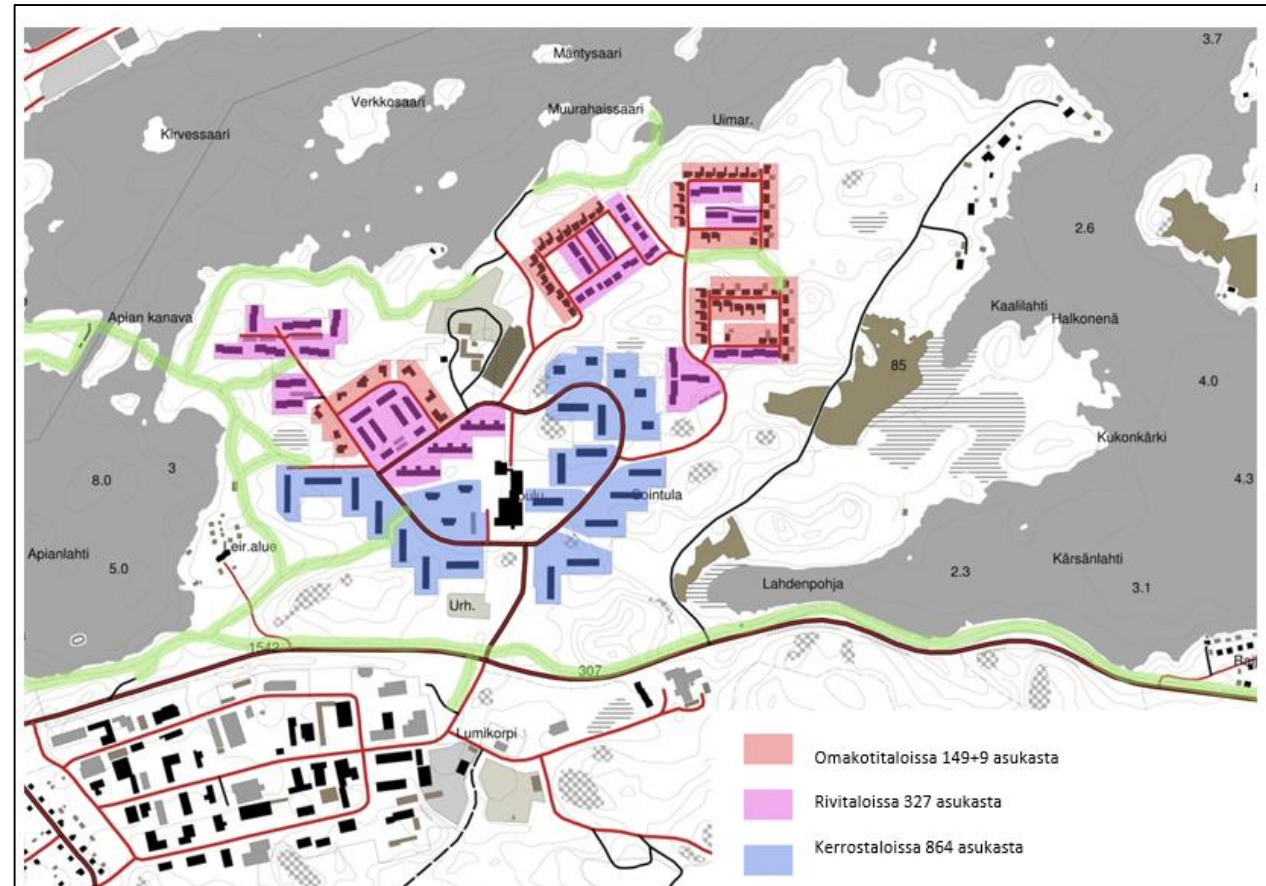 3.7
Mäntysaari
Verkkosaari
Muurahaissaari
Uimar.
Kirvessaari
2.6
Kaalilahti
Halkonenä
Apian kanava
85
4.0
Kukonkärki
3
8.0
4.3
Sointula
Leir.alue
Apianlahti
5.0
Kärsänlahti
2.3
Lahdenpohja
3.1
Urh.
1542
307
Lumikorpi
Omakotitaloissa 149+9 asukasta
Rivitaloissa 327 asukasta
Kerrostaloissa 864 asukasta